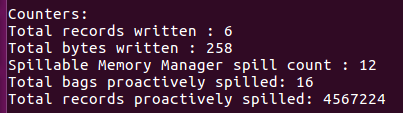 Counters:
Total records written : 6
Total bytes written : 258
Spillable Memory Manager spill count : 12
Total bags proactively spilled: 16
Total records proactively spilled: 4567224